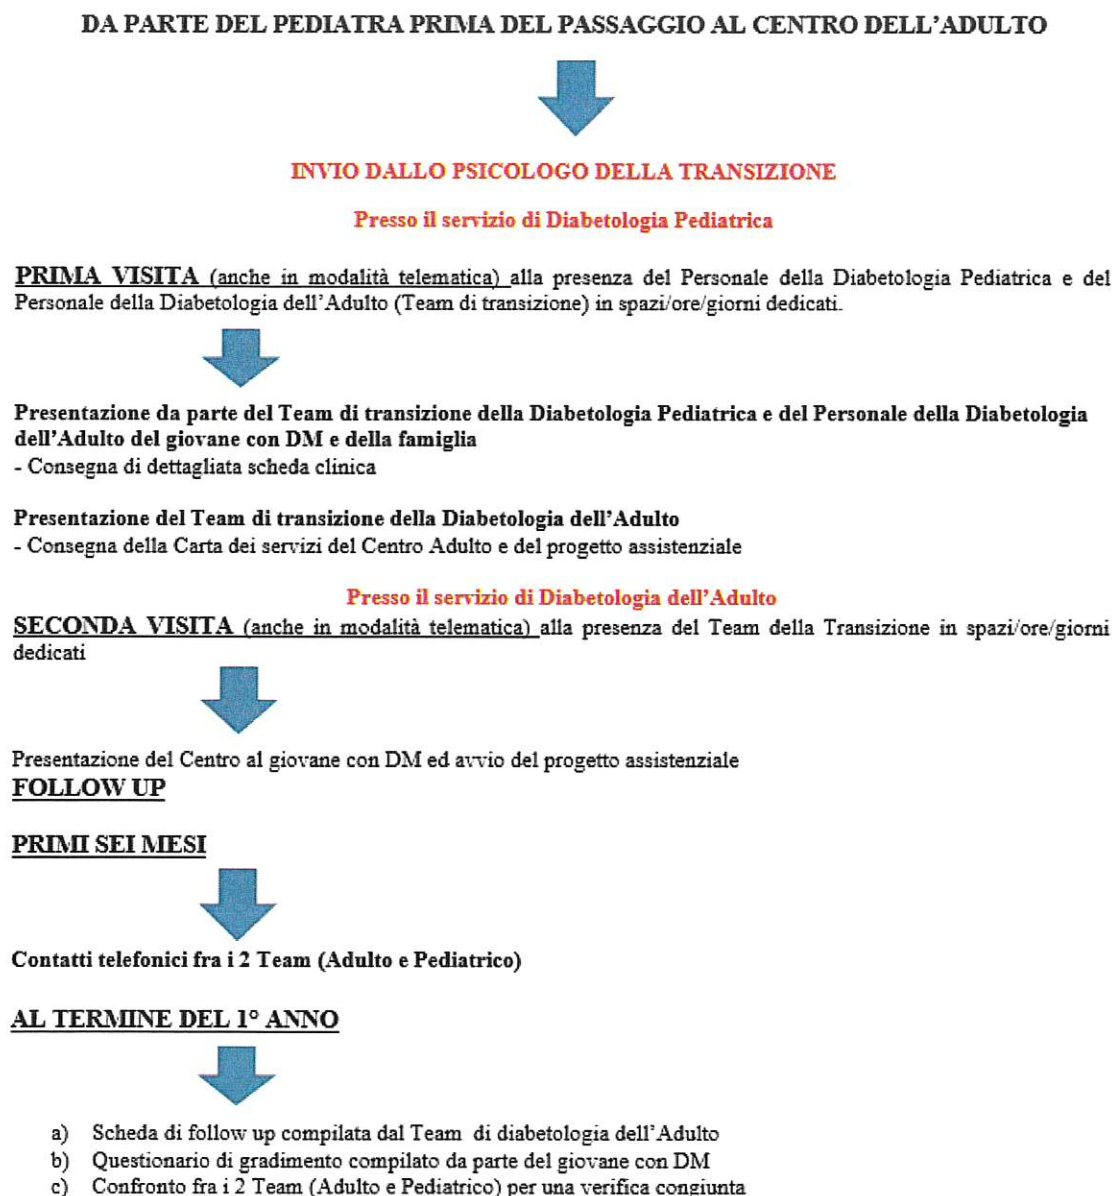 DA PARTE DEL PEDIATRA PRIMA DEL PASSAGGIO AL CENTRO DELL'ADULTO
INVIO DALLO PSICOLOGO DELLA TRANSIZIONE
Presso il servizio di Diabetologia Pediatrica
PRIMA VISITA (anche in modalità telematica) alla presenza del Personale della Diabetologia Pediatrica e del
Personale della Diabetologia dell'Adulto (Team di transizione) in spazi/ore/giorni dedicati.
Presentazione da parte del Team di transizione della Diabetologia Pediatrica e del Personale della Diabetologia
dell'Adulto del giovane con DM e della famiglia
- Consegna di dettagliata scheda clinica
Presentazione del Team di transizione della Diabetologia dell'Adulto
- Consegna della Carta dei servizi del Centro Adulto e del progetto assistenziale
Presso il servizio di Diabetologia dell'Adulto
SECONDA VISITA (anche in modalità telematica) alla presenza del Team della Transizione in spazi/ore/giorni
dedicati
Presentazione del Centro al giovane con DM ed avvio del progetto assistenziale
FOLLOW UP
PRIMI SEI MESI
Contatti telefonici fra i 2 Team (Adulto e Pediatrico)
AL TERMINE DEL 1° ANNO
a) Scheda di follow up compilata dal Team di diabetologia dell'Adulto
b) Questionario di gradimento compilato da parte del giovane con DM
c) Confronto fra i 2 Team (Adulto e Pediatrico) per una verifica congiunta